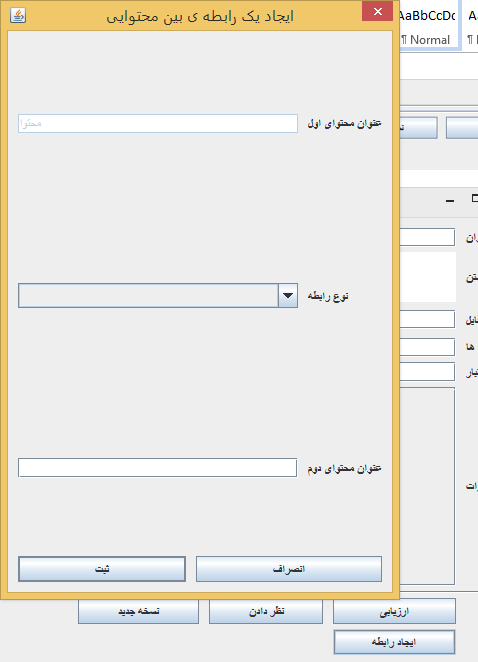 ایجاد یک رابطه ی بین محتوایی
AaBbCcDc
¶ Normal
عنوان محتوای اول
محتوا
نوع رابطه
عنوان محتوای دوم
انصراف
ثبت
ارزیابی
نظر دادن
نسخه جدید
ایجاد رابطه